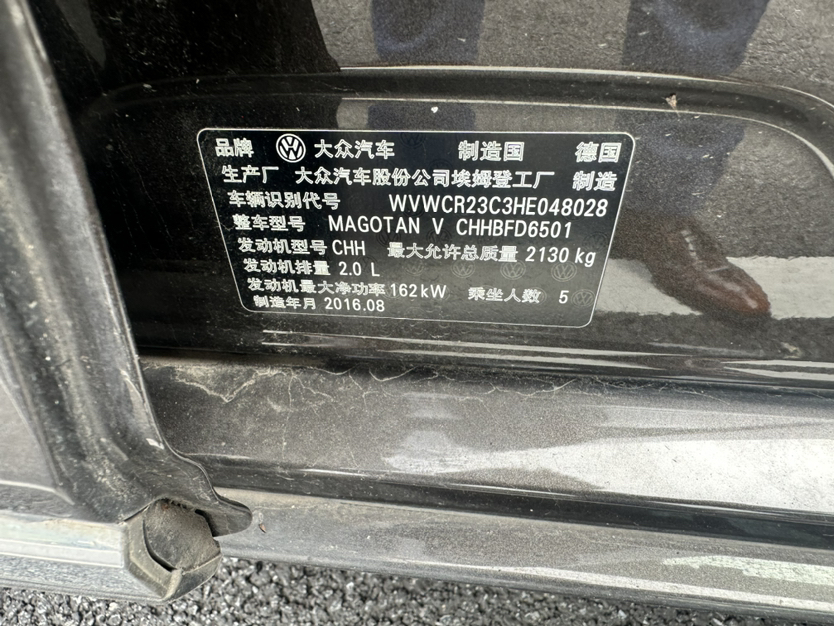 品牌 大众汽车 制造国 德国
生产厂 大众汽车股份公司埃姆登工厂 制造
车辆识别代号 WVWCR23C3HE048028
整车型号 MAGOTAN V CHHBFD6501
发动机型号 CHH 最大允许总质量 2130 kg
发动机排量 2.0 L
发动机最大净功率 162kW 乘坐人数 5
制造年月 2016.08